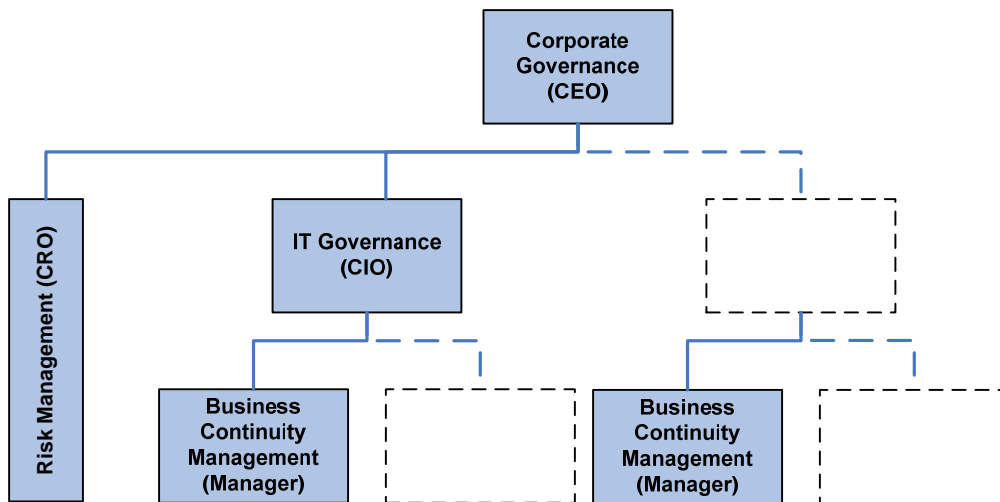 Corporate
Governance
(CEO)
Risk Management (CRO)
IT Governance
(CIO)
Business
Continuity
Management
(Manager)
Business
Continuity
Management
(Manager)